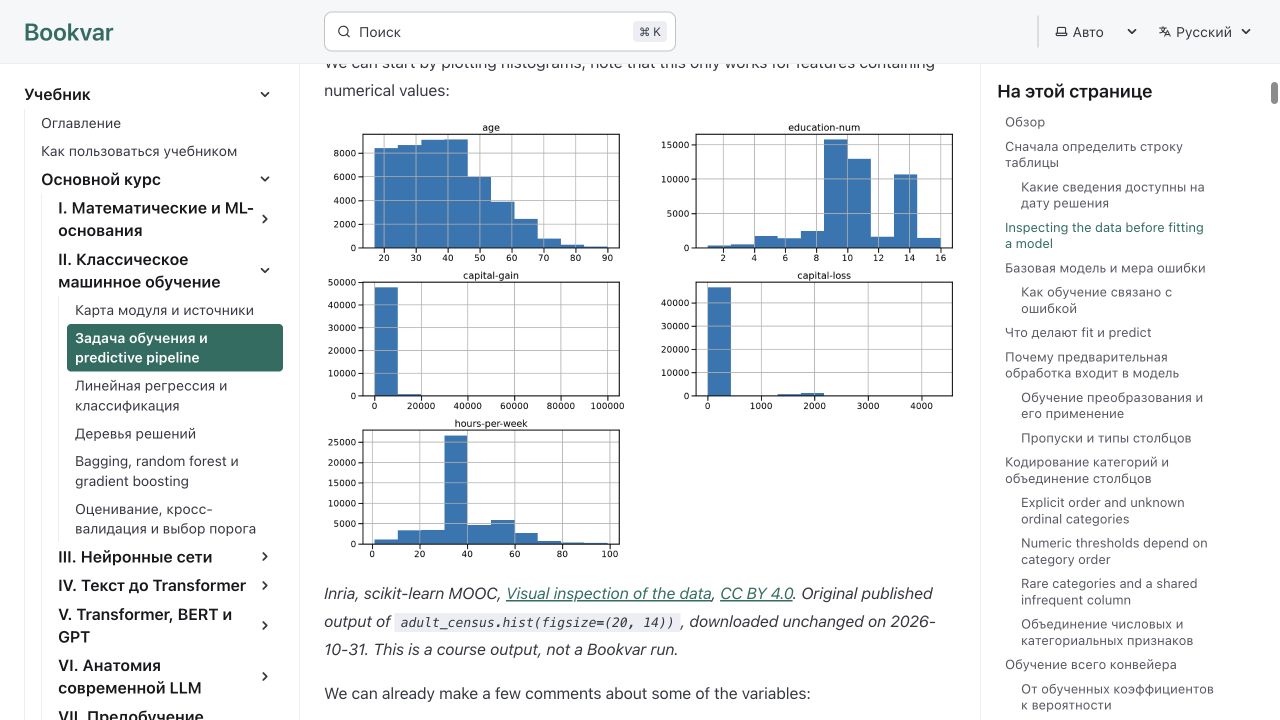 Bookvar
Поиск
⌘ K
Авто
Русский
Учебник
Оглавление
Как пользоваться учебником
Основной курс
I. Математические и ML-
основания
II. Классическое
машинное обучение
Карта модуля и источники
Задача обучения и
predictive pipeline
Линейная регрессия и
классификация
Деревья решений
Bagging, random forest и
gradient boosting
Оценивание, кросс-
валидация и выбор порога
III. Нейронные сети
IV. Текст до Transformer
V. Transformer, BERT и
GPT
VI. Анатомия
современной LLM
VII. Предобучение
We can start by plotting histograms, note that this only works for features containing
numerical values:
age
8000
6000
4000
2000
0
20 30 40 50 60 70 80 90
education-num
15000
10000
5000
0
2 4 6 8 10 12 14 16
capital-gain
50000
40000
30000
20000
10000
0
0 20000 40000 60000 80000 100000
capital-loss
40000
30000
20000
10000
0
0 1000 2000 3000 4000
hours-per-week
25000
20000
15000
10000
5000
0
0 20 40 60 80 100
Inria, scikit-learn MOOC, Visual inspection of the data, CC BY 4.0. Original published
output of adult_census.hist(figsize=(20, 14)), downloaded unchanged on 2026-
10-31. This is a course output, not a Bookvar run.
We can already make a few comments about some of the variables:
На этой странице
Обзор
Сначала определить строку
таблицы
Какие сведения доступны на
дату решения
Inspecting the data before fitting
a model
Базовая модель и мера ошибки
Как обучение связано с
ошибкой
Что делают fit и predict
Почему предварительная
обработка входит в модель
Обучение преобразования и
его применение
Пропуски и типы столбцов
Кодирование категорий и
объединение столбцов
Explicit order and unknown
ordinal categories
Numeric thresholds depend on
category order
Rare categories and a shared
infrequent column
Объединение числовых и
категориальных признаков
Обучение всего конвейера
От обученных коэффициентов
к вероятности